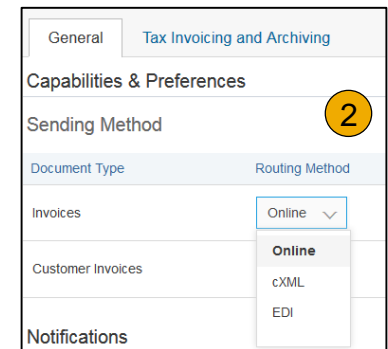 General Tax Invoicing and Archiving
Capabilities & Preferences
Sending Method
2
Document Type Routing Method
Invoices Online
Online
Customer Invoices
cXML
EDI
Notifications